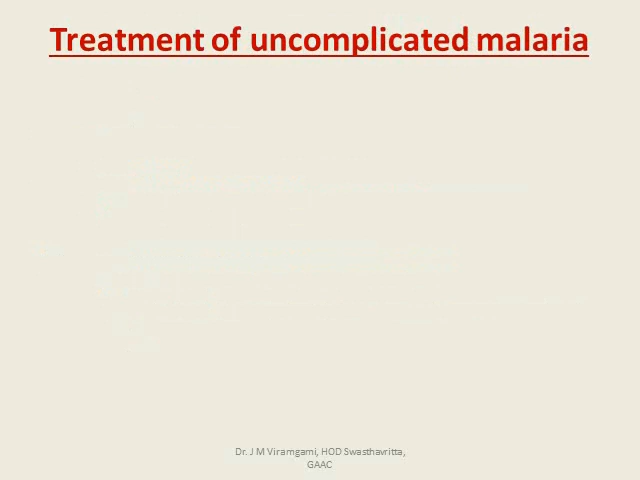 Treatment of uncomplicated malaria
Dr. J M Viramgami, HOD Swasthavritta,
GAAC